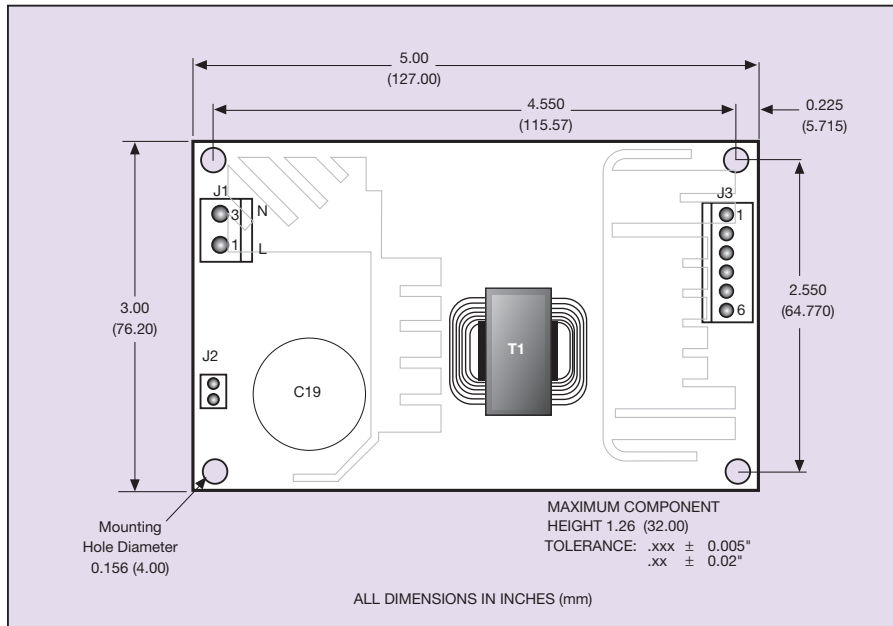 5.00
(127.00)
4.550
(115.57)
0.225
(5.715)
J1
3 N
1 L
J3
1
6
3.00
(76.20)
2.550
(64.770)
J2
C19
T1
Mounting
Hole Diameter
0.156 (4.00)
MAXIMUM COMPONENT
HEIGHT 1.26 (32.00)
TOLERANCE: .xxx ± 0.005"
.xx ± 0.02"
ALL DIMENSIONS IN INCHES (mm)